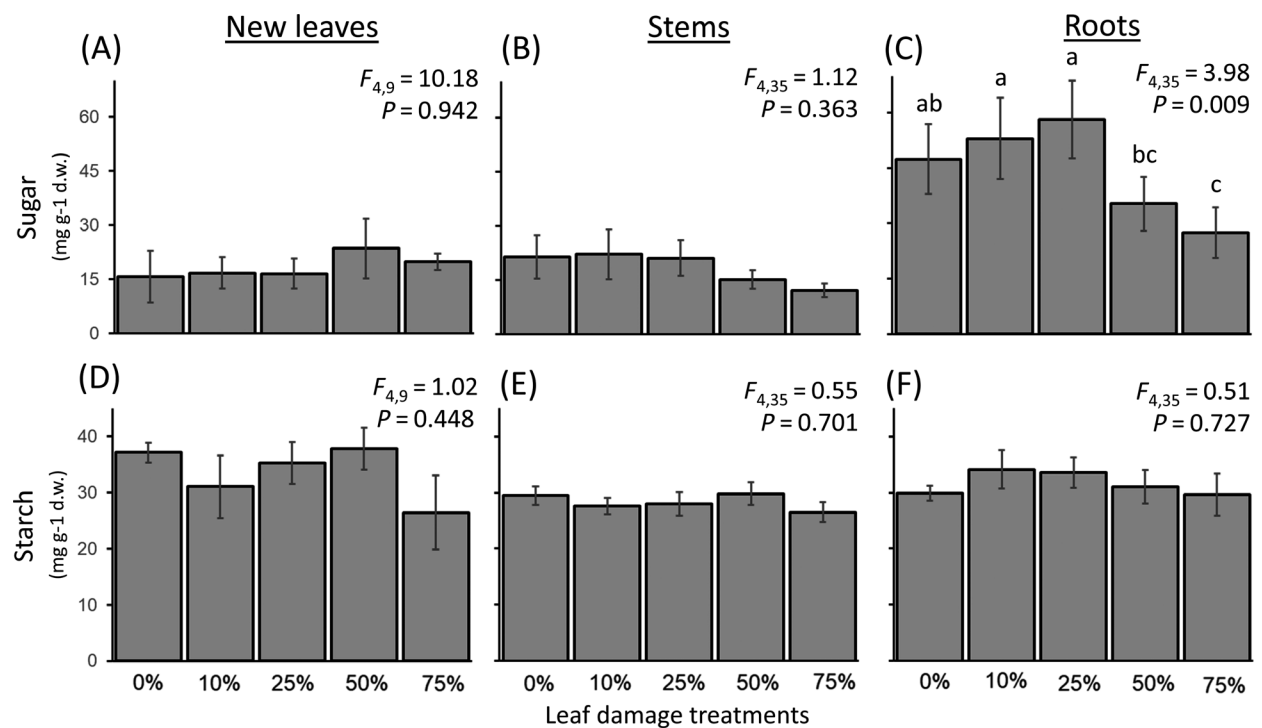 New leaves
Stems
Roots
(A)
(B)
(C)
F4,9 = 10.18
P = 0.942
F4,35 = 1.12
P = 0.363
F4,35 = 3.98
P = 0.009
ab
a
a
bc
c
Sugar
(mg g-1 d.w.)
60
45
30
15
0
(D)
(E)
(F)
F4,9 = 1.02
P = 0.448
F4,35 = 0.55
P = 0.701
F4,35 = 0.51
P = 0.727
Starch
(mg g-1 d.w.)
40
30
20
10
0
0% 10% 25% 50% 75%
0% 10% 25% 50% 75%
0% 10% 25% 50% 75%
Leaf damage treatments